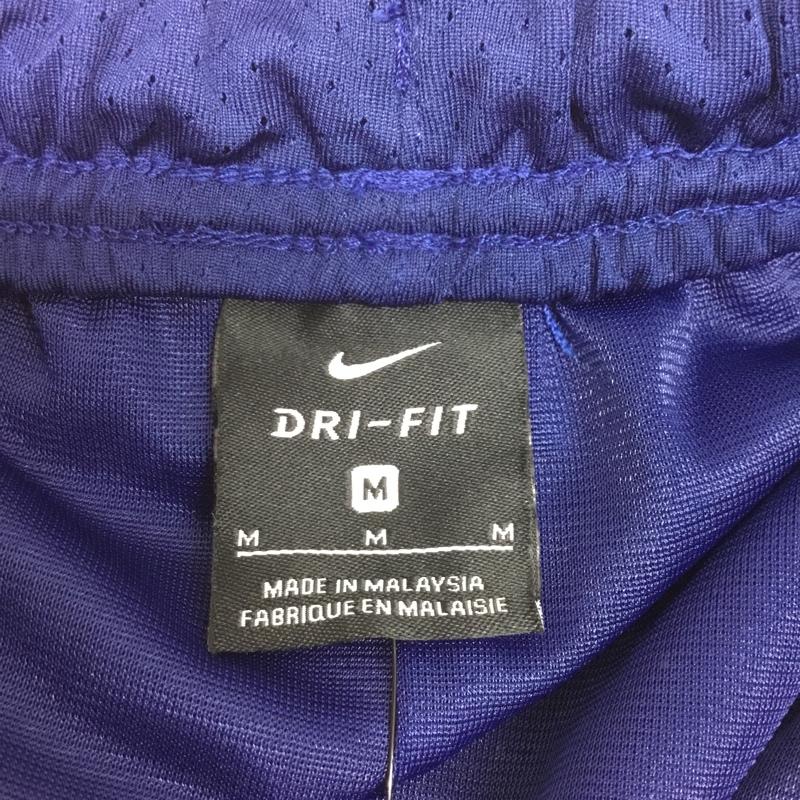 DRI-FIT
M
M M M
MADE IN MALAYSIA
FABRIQUE EN MALAISIE